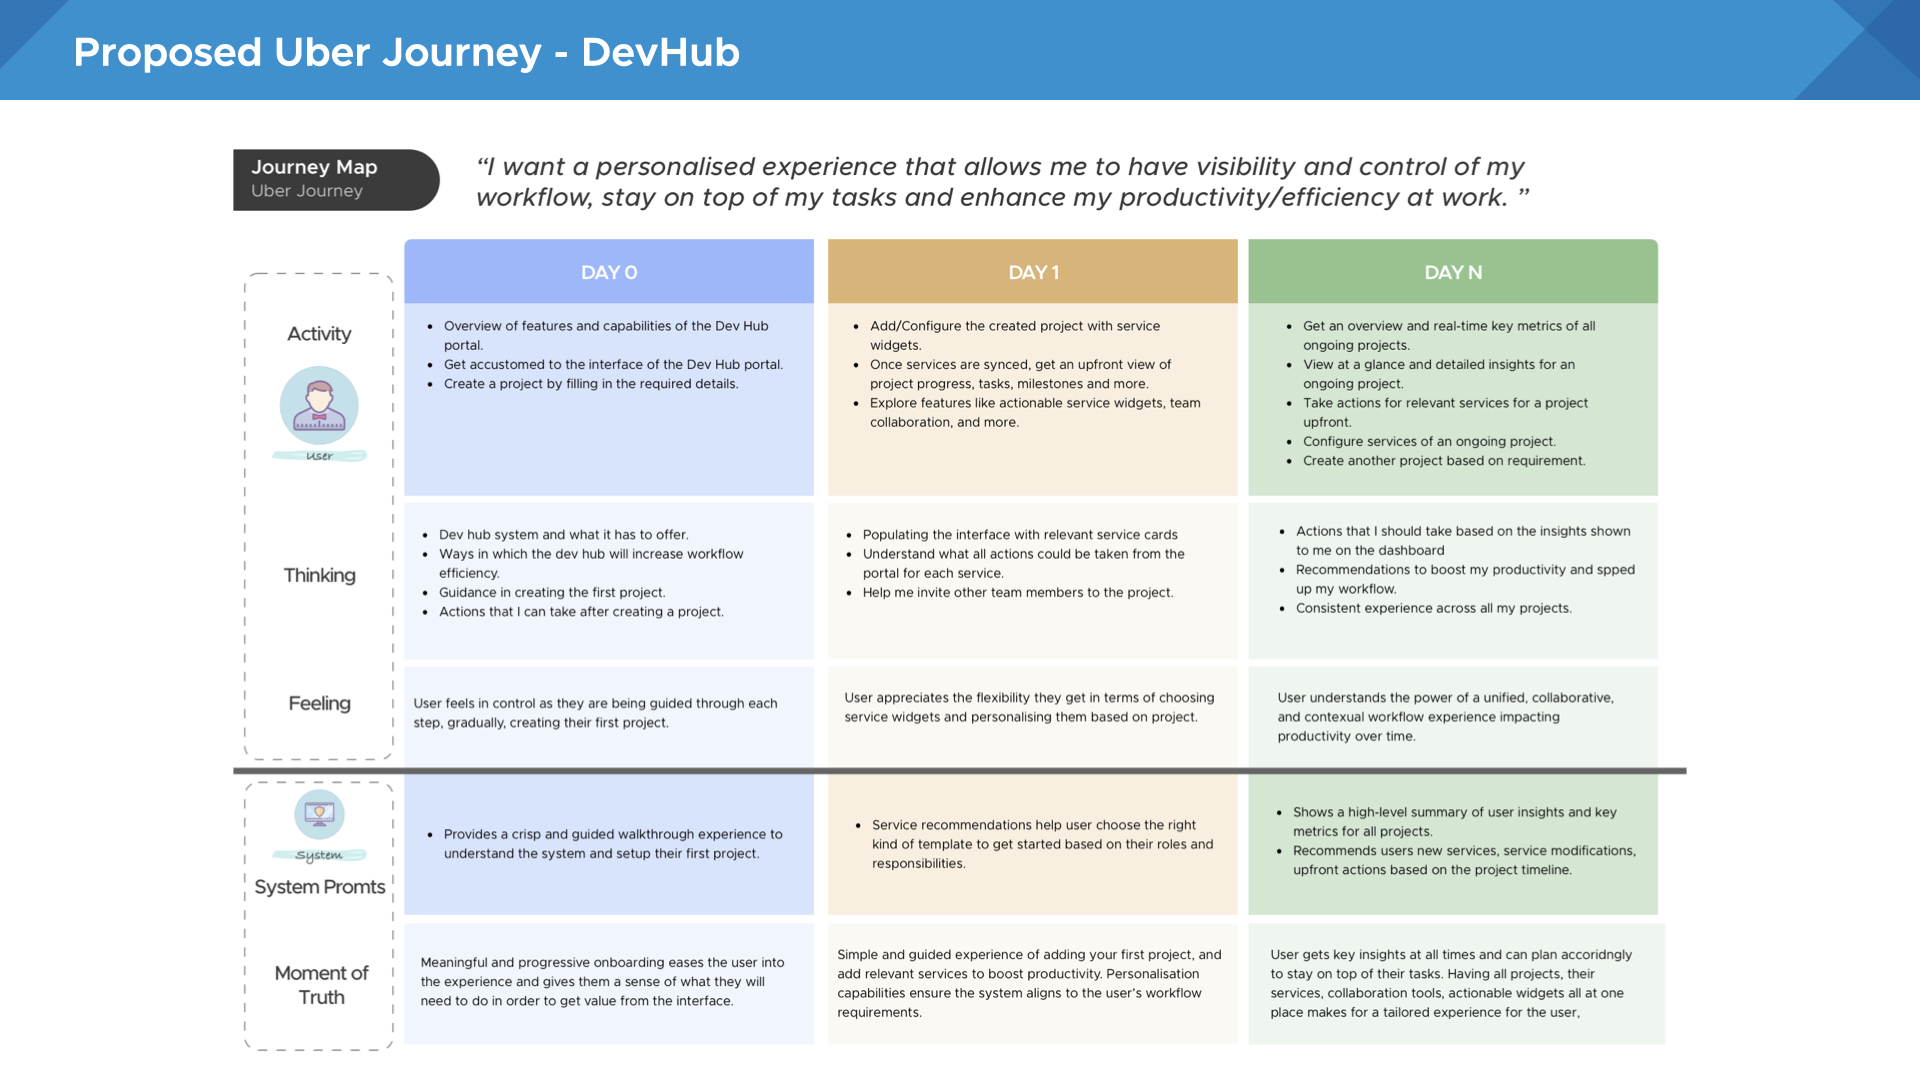 Proposed Uber Journey - DevHub
Journey Map
Uber Journey
“I want a personalised experience that allows me to have visibility and control of my
workflow, stay on top of my tasks and enhance my productivity/efficiency at work. ”
DAY 0
DAY 1
DAY N
Activity
User
• Overview of features and capabilities of the Dev Hub
portal.
• Get accustomed to the interface of the Dev Hub portal.
• Create a project by filling in the required details.
• Add/Configure the created project with service
widgets.
• Once services are synced, get an upfront view of
project progress, tasks, milestones and more.
• Explore features like actionable service widgets, team
collaboration, and more.
• Get an overview and real-time key metrics of all
ongoing projects.
• View at a glance and detailed insights for an
ongoing project.
• Take actions for relevant services for a project
upfront.
• Configure services of an ongoing project.
• Create another project based on requirement.
Thinking
• Dev hub system and what it has to offer.
• Ways in which the dev hub will increase workflow
efficiency.
• Guidance in creating the first project.
• Actions that I can take after creating a project.
• Populating the interface with relevant service cards
• Understand what all actions could be taken from the
portal for each service.
• Help me invite other team members to the project.
• Actions that I should take based on the insights shown
to me on the dashboard
• Recommendations to boost my productivity and spped
up my workflow.
• Consistent experience across all my projects.
Feeling
User feels in control as they are being guided through each
step, gradually, creating their first project.
User appreciates the flexibility they get in terms of choosing
service widgets and personalising them based on project.
User understands the power of a unified, collaborative,
and contexual workflow experience impacting
productivity over time.
System
System Promts
• Provides a crisp and guided walkthrough experience to
understand the system and setup their first project.
• Service recommendations help user choose the right
kind of template to get started based on their roles and
responsibilities.
• Shows a high-level summary of user insights and key
metrics for all projects.
• Recommends users new services, service modifications,
upfront actions based on the project timeline.
Moment of
Truth
Meaningful and progressive onboarding eases the user into
the experience and gives them a sense of what they will
need to do in order to get value from the interface.
Simple and guided experience of adding your first project, and
add relevant services to boost productivity. Personalisation
capabilities ensure the system aligns to the user's workflow
requirements.
User gets key insights at all times and can plan accoridngly
to stay on top of their tasks. Having all projects, their
services, collaboration tools, actionable widgets all at one
place makes for a tailored experience for the user,